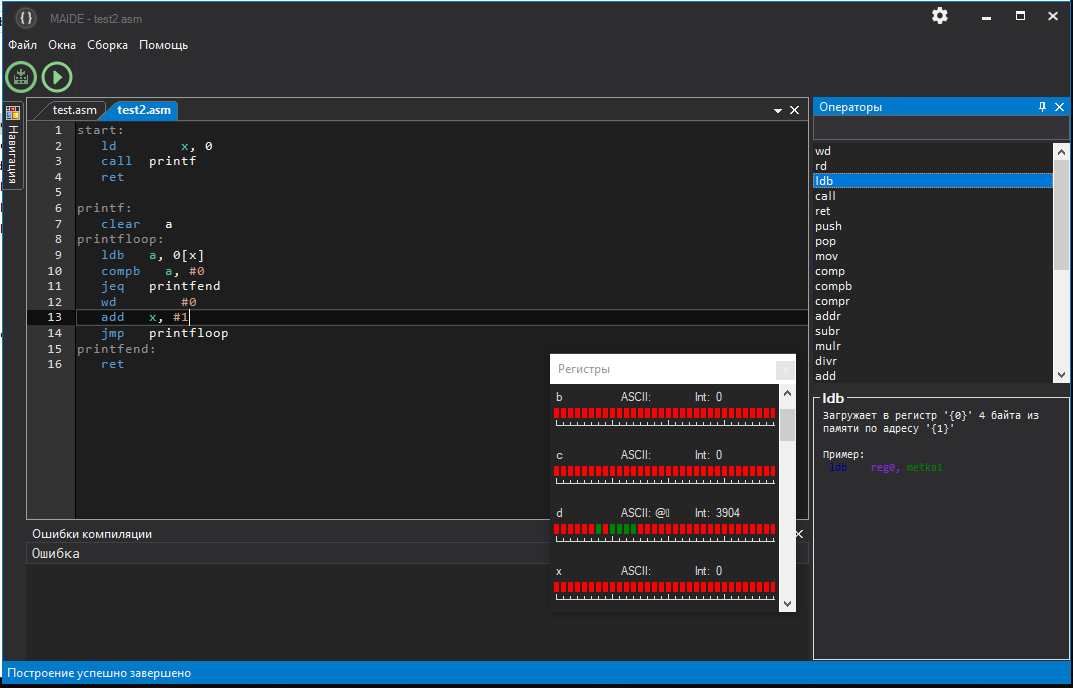 {} MAIDE - test2.asm
Файл Окна Сборка Помощь
Навигация
test.asm test2.asm
1 start:
2 ld x, 0
3 call printf
4 ret
5
6 printf:
7 clear a
8 printfloop:
9 ldb a, 0[x]
10 compb a, #0
11 jeq printfend
12 wd #0
13 add x, #1
14 jmp printfloop
15 printfend:
16 ret
Операторы
wd
rd
ldb
call
ret
push
pop
mov
comp
compb
compr
addr
subr
mulr
divr
add
ldb
Загружает в регистр '{0}' 4 байта из
памяти по адресу '{1}'
Пример:
ldb reg0, metka1
Регистры
b ASCII: Int: 0
c ASCII: Int: 0
d ASCII: @▯ Int: 3904
x ASCII: Int: 0
Ошибки компиляции
Ошибка
Построение успешно завершено